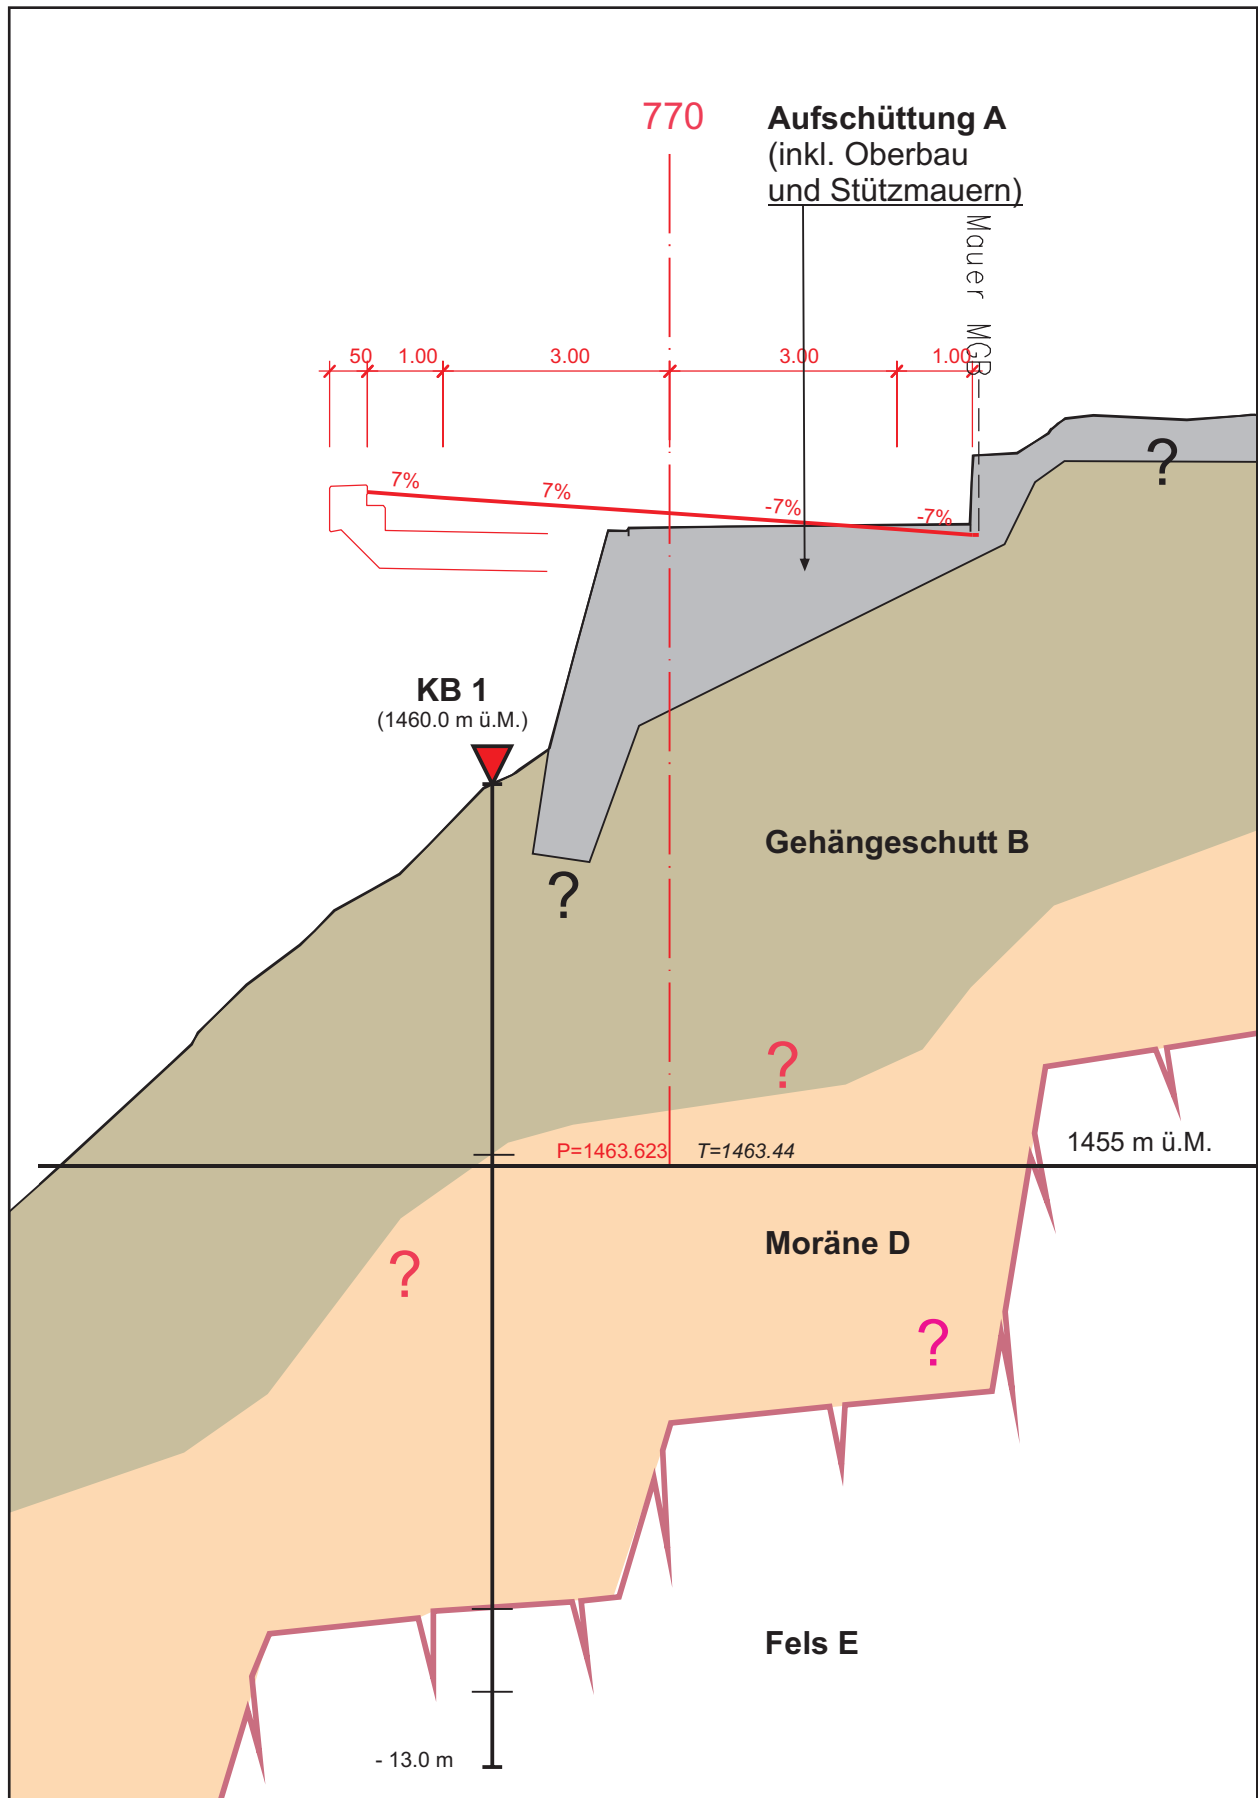 770
Aufschüttung A
(inkl. Oberbau
und Stützmauern)
Mauer MGB
50 1.00 3.00 3.00 1.00
7% 7% -7% -7%
?
KB 1
(1460.0 m ü.M.)
Gehängeschutt B
?
?
P=1463.623 T=1463.44
1455 m ü.M.
Moräne D
?
?
Fels E
- 13.0 m